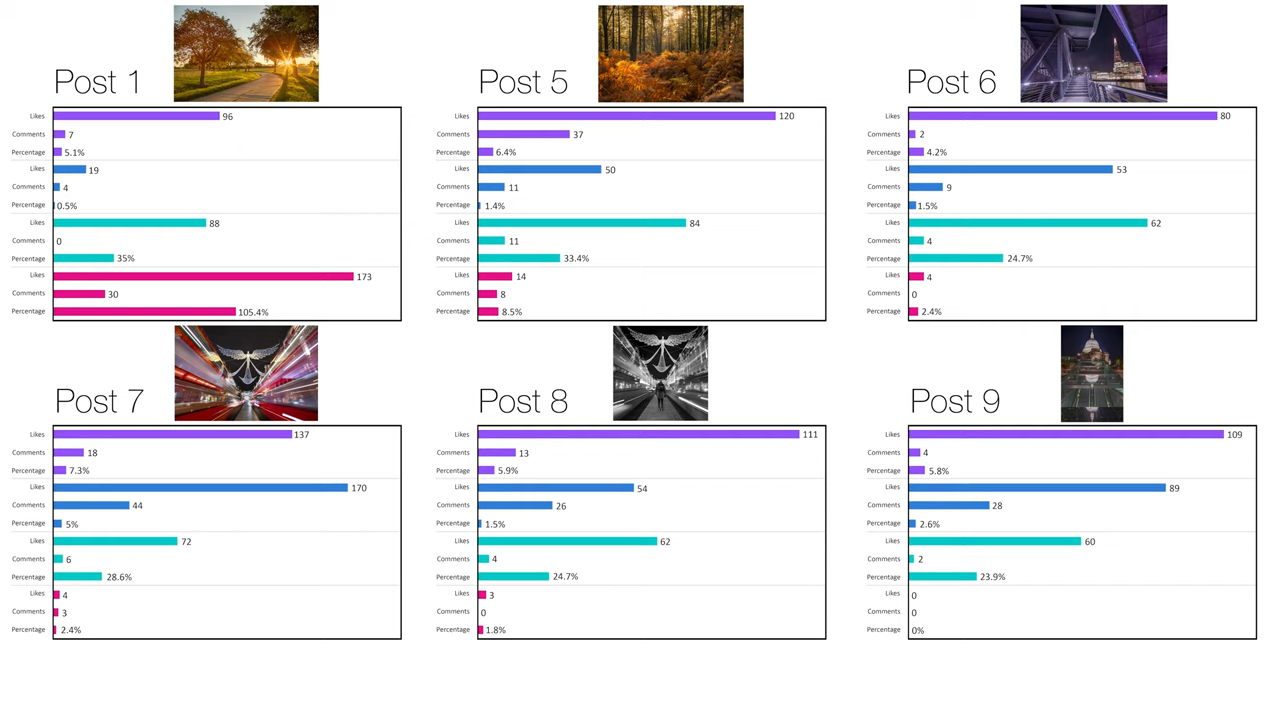 Post 1
Likes 96
Comments 7
Percentage 5.1%
Likes 19
Comments 4
Percentage 0.5%
Likes 88
Comments 0
Percentage 35%
Likes 173
Comments 30
Percentage 105.4%
Post 5
Likes 120
Comments 37
Percentage 6.4%
Likes 50
Comments 11
Percentage 1.4%
Likes 84
Comments 11
Percentage 33.4%
Likes 14
Comments 8
Percentage 8.5%
Post 6
Likes 80
Comments 2
Percentage 4.2%
Likes 53
Comments 9
Percentage 1.5%
Likes 62
Comments 4
Percentage 24.7%
Likes 4
Comments 0
Percentage 2.4%
Post 7
Likes 137
Comments 18
Percentage 7.3%
Likes 170
Comments 44
Percentage 5%
Likes 72
Comments 6
Percentage 28.6%
Likes 4
Comments 3
Percentage 2.4%
Post 8
Likes 111
Comments 13
Percentage 5.9%
Likes 54
Comments 26
Percentage 1.5%
Likes 62
Comments 4
Percentage 24.7%
Likes 3
Comments 0
Percentage 1.8%
Post 9
Likes 109
Comments 4
Percentage 5.8%
Likes 89
Comments 28
Percentage 2.6%
Likes 60
Comments 2
Percentage 23.9%
Likes 0
Comments 0
Percentage 0%